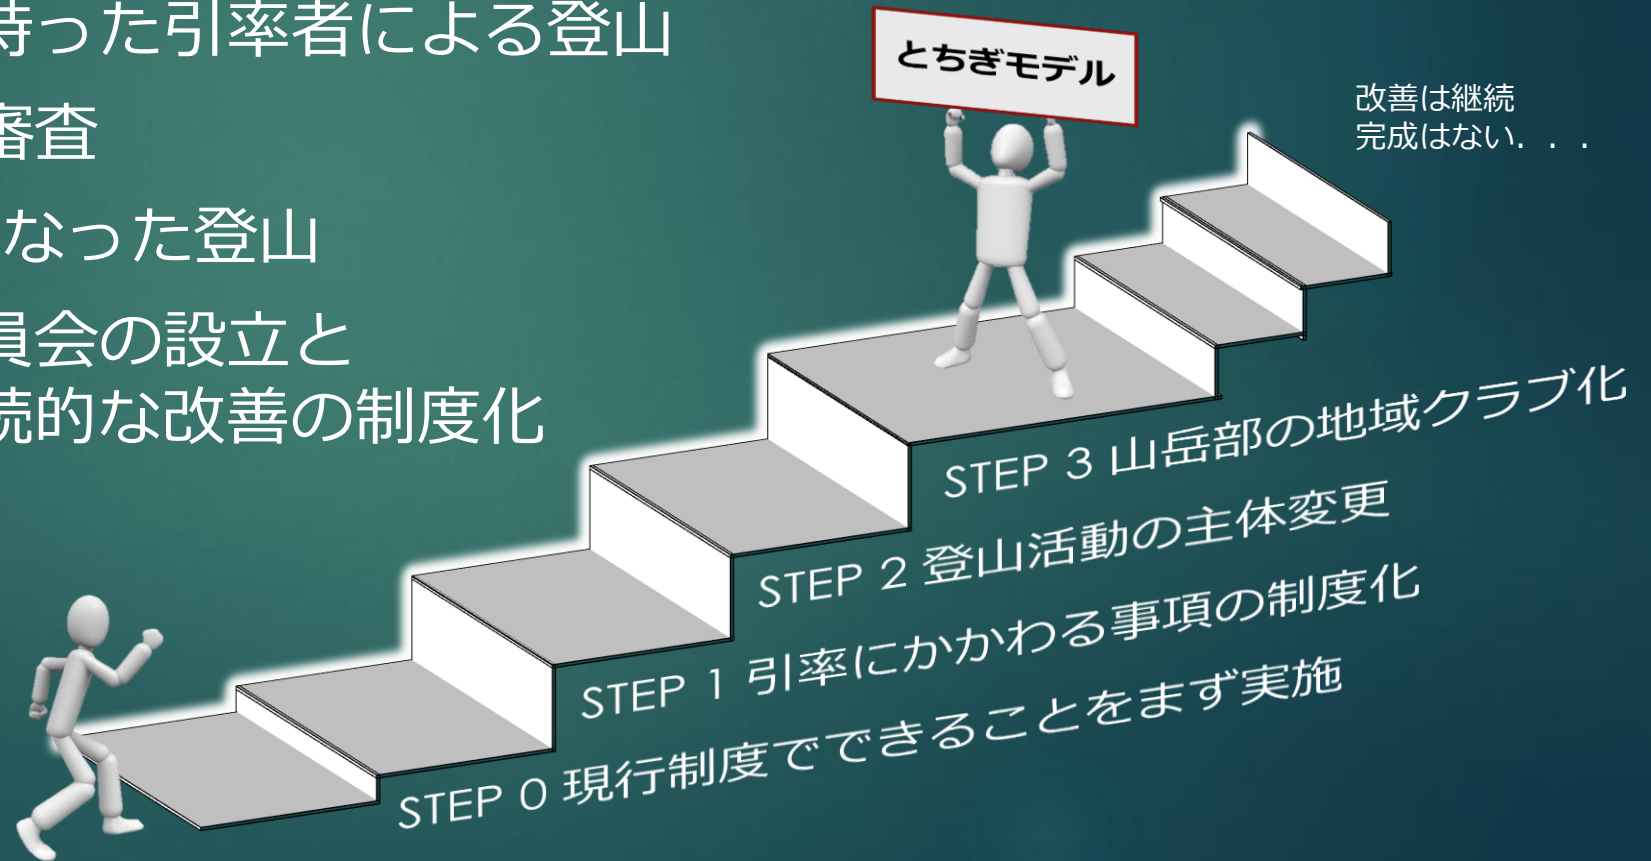 持った引率者による登山
審査
なった登山
員会の設立と
続的な改善の制度化
とちぎモデル
改善は継続
完成はない．．．
STEP 3 山岳部の地域クラブ化
STEP 2 登山活動の主体変更
STEP 1 引率にかかわる事項の制度化
STEP 0 現行制度でできることをまず実施